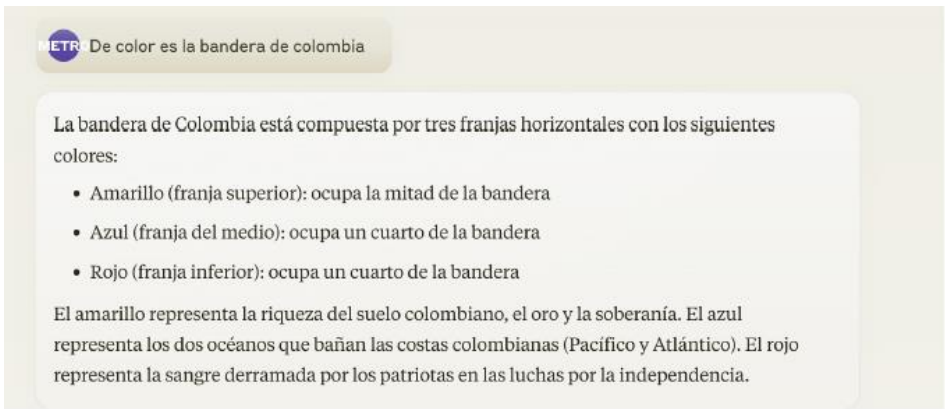 METR De color es la bandera de colombia
La bandera de Colombia está compuesta por tres franjas horizontales con los siguientes
colores:
• Amarillo (franja superior): ocupa la mitad de la bandera
• Azul (franja del medio): ocupa un cuarto de la bandera
• Rojo (franja inferior): ocupa un cuarto de la bandera
El amarillo representa la riqueza del suelo colombiano, el oro y la soberanía. El azul
representa los dos océanos que bañan las costas colombianas (Pacífico y Atlántico). El rojo
representa la sangre derramada por los patriotas en las luchas por la independencia.